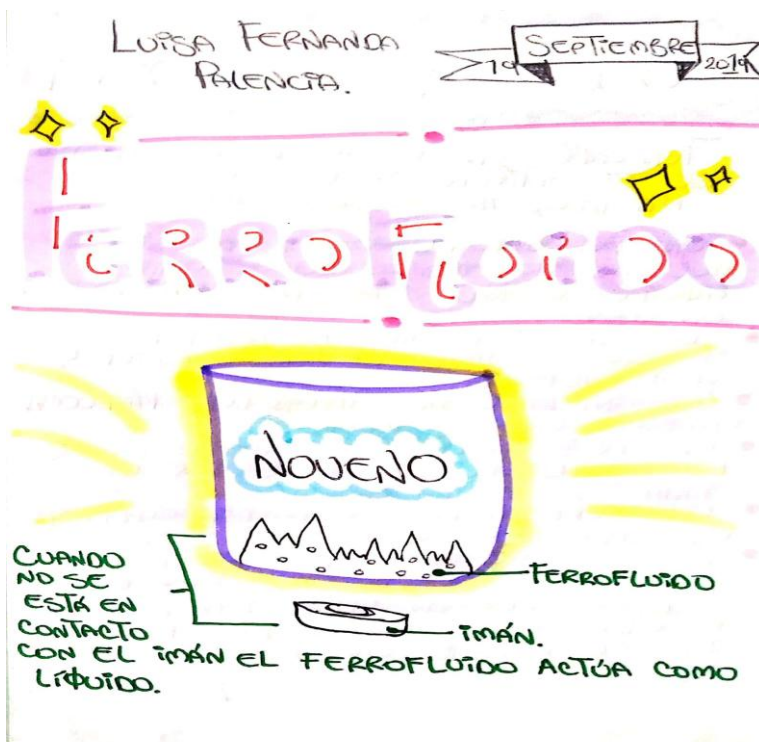 LUISA FERNANDA
PALENCIA.
19 SEPTIEMBRE 2019
FERROFLUIDO
NOVENO
CUANDO
NO SE
ESTÁ EN
CONTACTO
CON EL IMÁN EL FERROFLUIDO ACTÚA COMO
LÍQUIDO.
FERROFLUIDO
IMÁN.